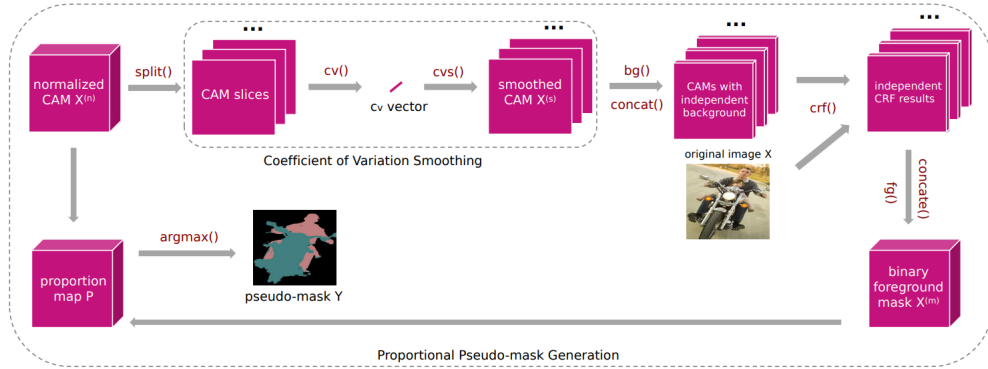 ...
...
...
...
normalized
CAM X(n)
split()
CAM slices
cv()
cv vector
cvs()
smoothed
CAM X(s)
bg()
concat()
CAMs with
independent
background
crf()
independent
CRF results
Coefficient of Variation Smoothing
original image X
concate()
fg()
argmax()
proportion
map P
pseudo-mask Y
binary
foreground
mask X(m)
Proportional Pseudo-mask Generation